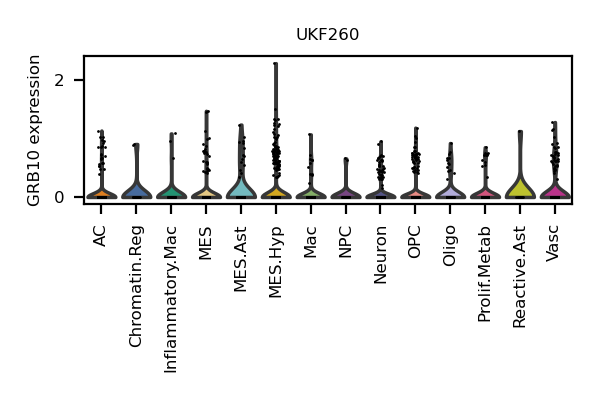 UKF260
GRB10 expression
2
0
AC
Chromatin.Reg
Inflammatory.Mac
MES
MES.Ast
MES.Hyp
Mac
NPC
Neuron
OPC
Oligo
Prolif.Metab
Reactive.Ast
Vasc